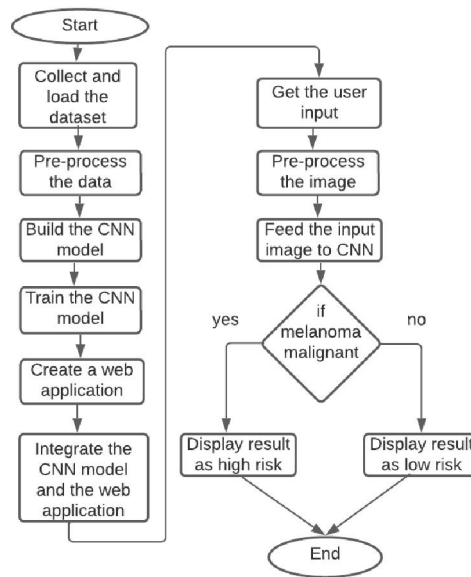 Start
Collect and
load the
dataset
Pre-process
the data
Build the CNN
model
Train the CNN
model
Create a web
application
Integrate the
CNN model
and the web
application
Get the user
input
Pre-process
the image
Feed the input
image to CNN
if
melanoma
malignant
yes
no
Display result
as high risk
Display result
as low risk
End